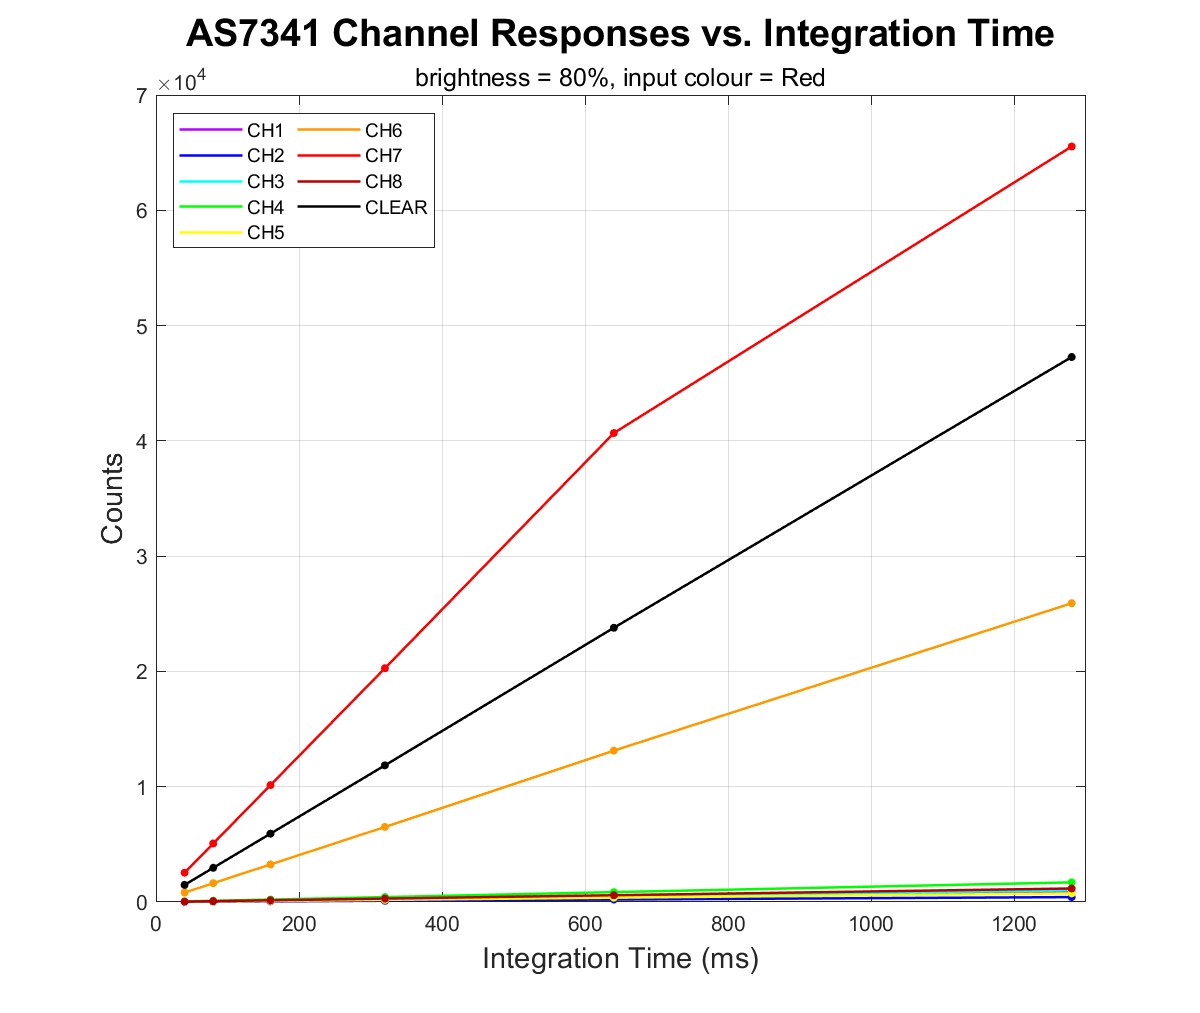 AS7341 Channel Responses vs. Integration Time
brightness = 80%, input colour = Red
×10^4
7
6
5
4
3
2
1
0
CH1 CH6
CH2 CH7
CH3 CH8
CH4 CLEAR
CH5
Counts
0 200 400 600 800 1000 1200
Integration Time (ms)